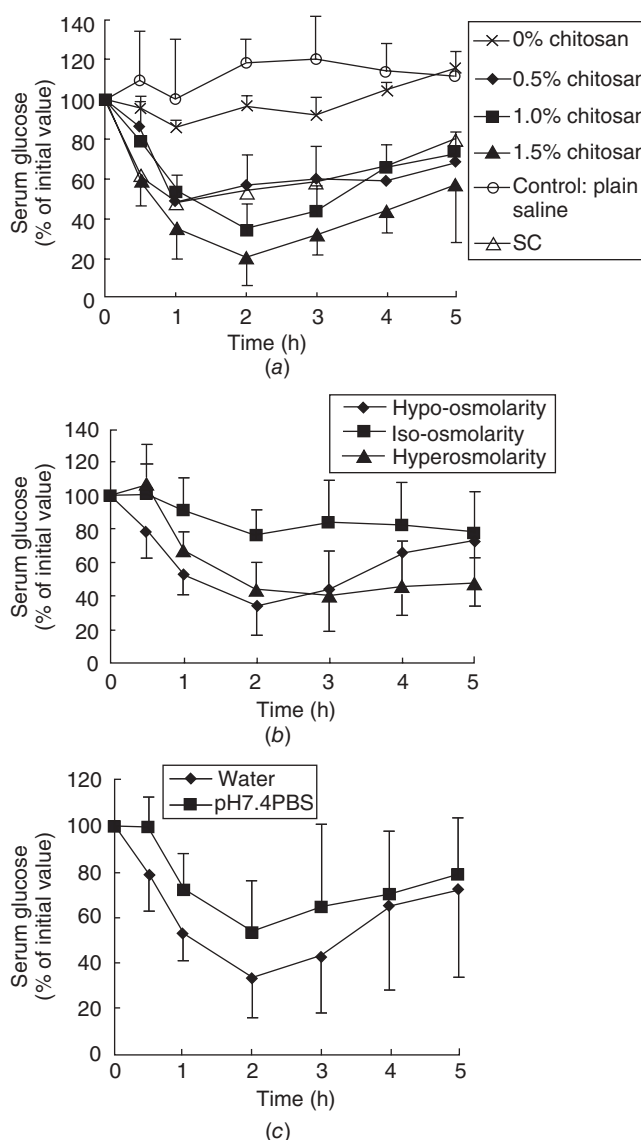 140
120
100
80
60
40
20
0
Serum glucose
(% of initial value)
0 1 2 3 4 5
Time (h)
(a)
0% chitosan
0.5% chitosan
1.0% chitosan
1.5% chitosan
Control: plain
saline
SC
140
120
100
80
60
40
20
0
Serum glucose
(% of initial value)
Hypo-osmolarity
Iso-osmolarity
Hyperosmolarity
0 1 2 3 4 5
Time (h)
(b)
120
100
80
60
40
20
0
Serum glucose
(% of initial value)
Water
pH7.4PBS
0 1 2 3 4 5
Time (h)
(c)